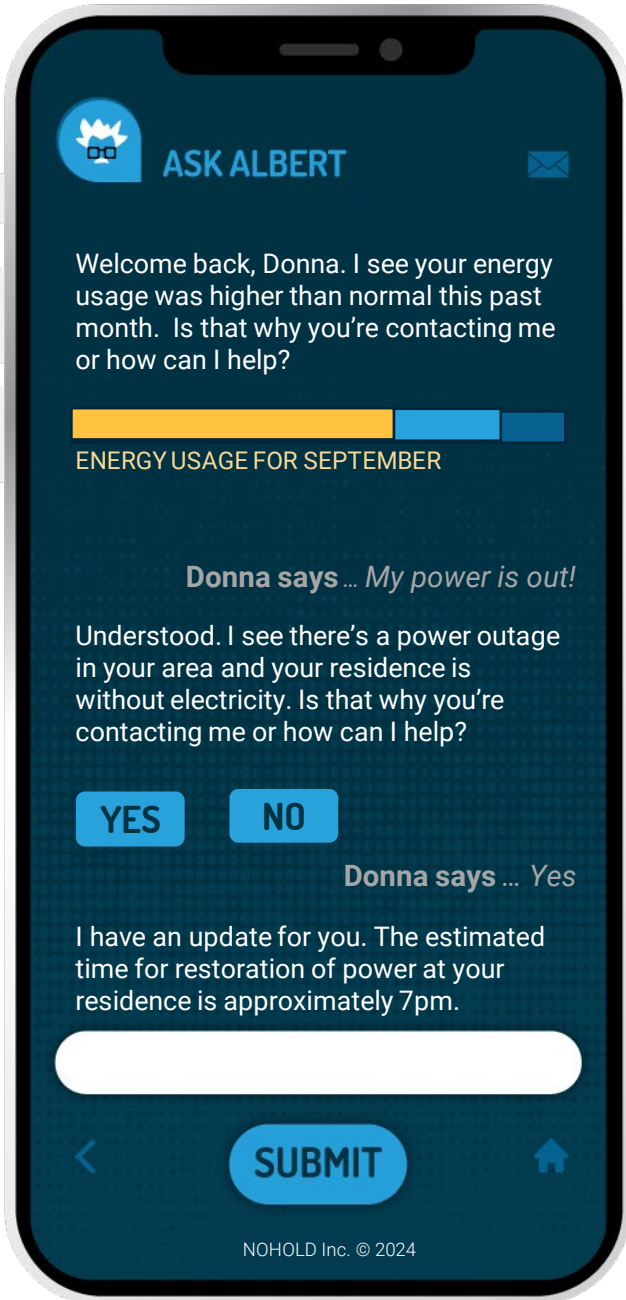 ASK ALBERT
Welcome back, Donna. I see your energy
usage was higher than normal this past
month.  Is that why you’re contacting me
or how can I help?
ENERGY USAGE FOR SEPTEMBER
Donna says ... My power is out!
Understood. I see there’s a power outage
in your area and your residence is
without electricity. Is that why you’re
contacting me or how can I help?
YES NO
Donna says ... Yes
I have an update for you. The estimated
time for restoration of power at your
residence is approximately 7pm.
SUBMIT
NOHOLD Inc. © 2024